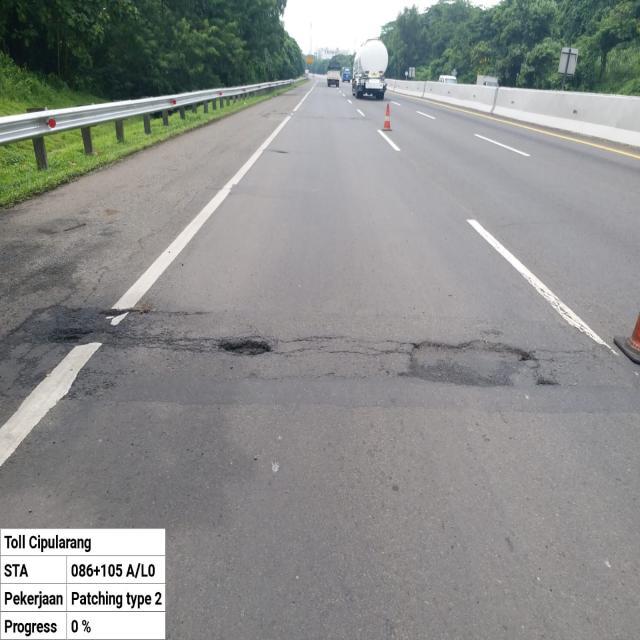 Toll Cipularang
STA 086+105 A/L0
Pekerjaan Patching type 2
Progress 0 %